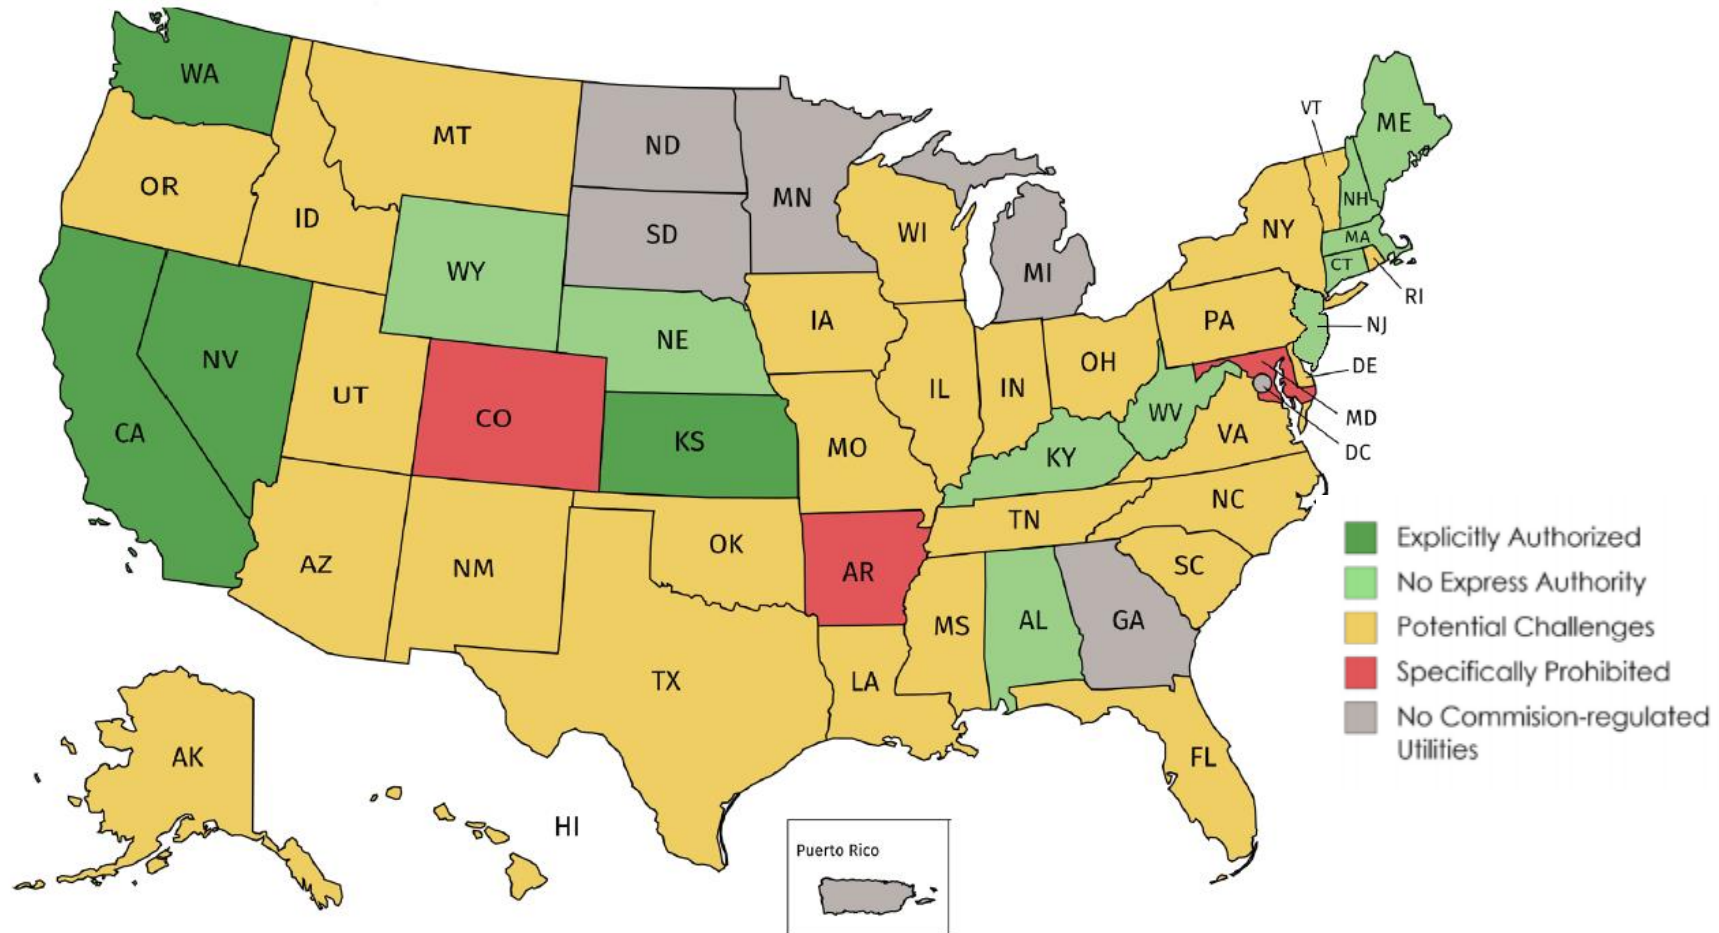 WA
MT
ND
VT
ME
OR
ID
MN
NH
SD
WI
NY
MA
WY
MI
CT
RI
IA
PA
NJ
NE
NV
OH
DE
UT
IL
IN
CO
WV
MD
CA
KS
MO
VA
DC
KY
NC
TN
OK
AZ
NM
AR
SC
MS
AL
GA
TX
LA
AK
FL
HI
Puerto Rico
Explicitly Authorized
No Express Authority
Potential Challenges
Specifically Prohibited
No Commision-regulated
Utilities